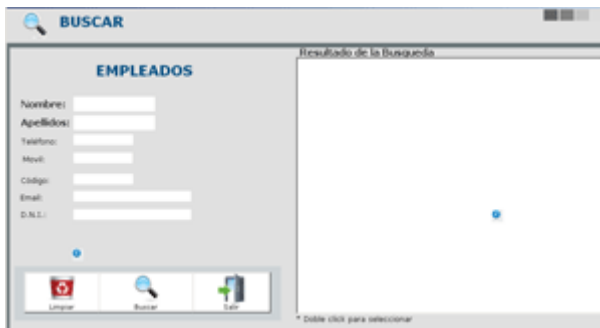 BUSCAR
Resultado de la Busqueda
EMPLEADOS
Nombre:
Apellidos:
Teléfono:
Movil:
Código:
Email:
D.N.I.:
Limpiar
Buscar
Salir
* Doble click para seleccionar